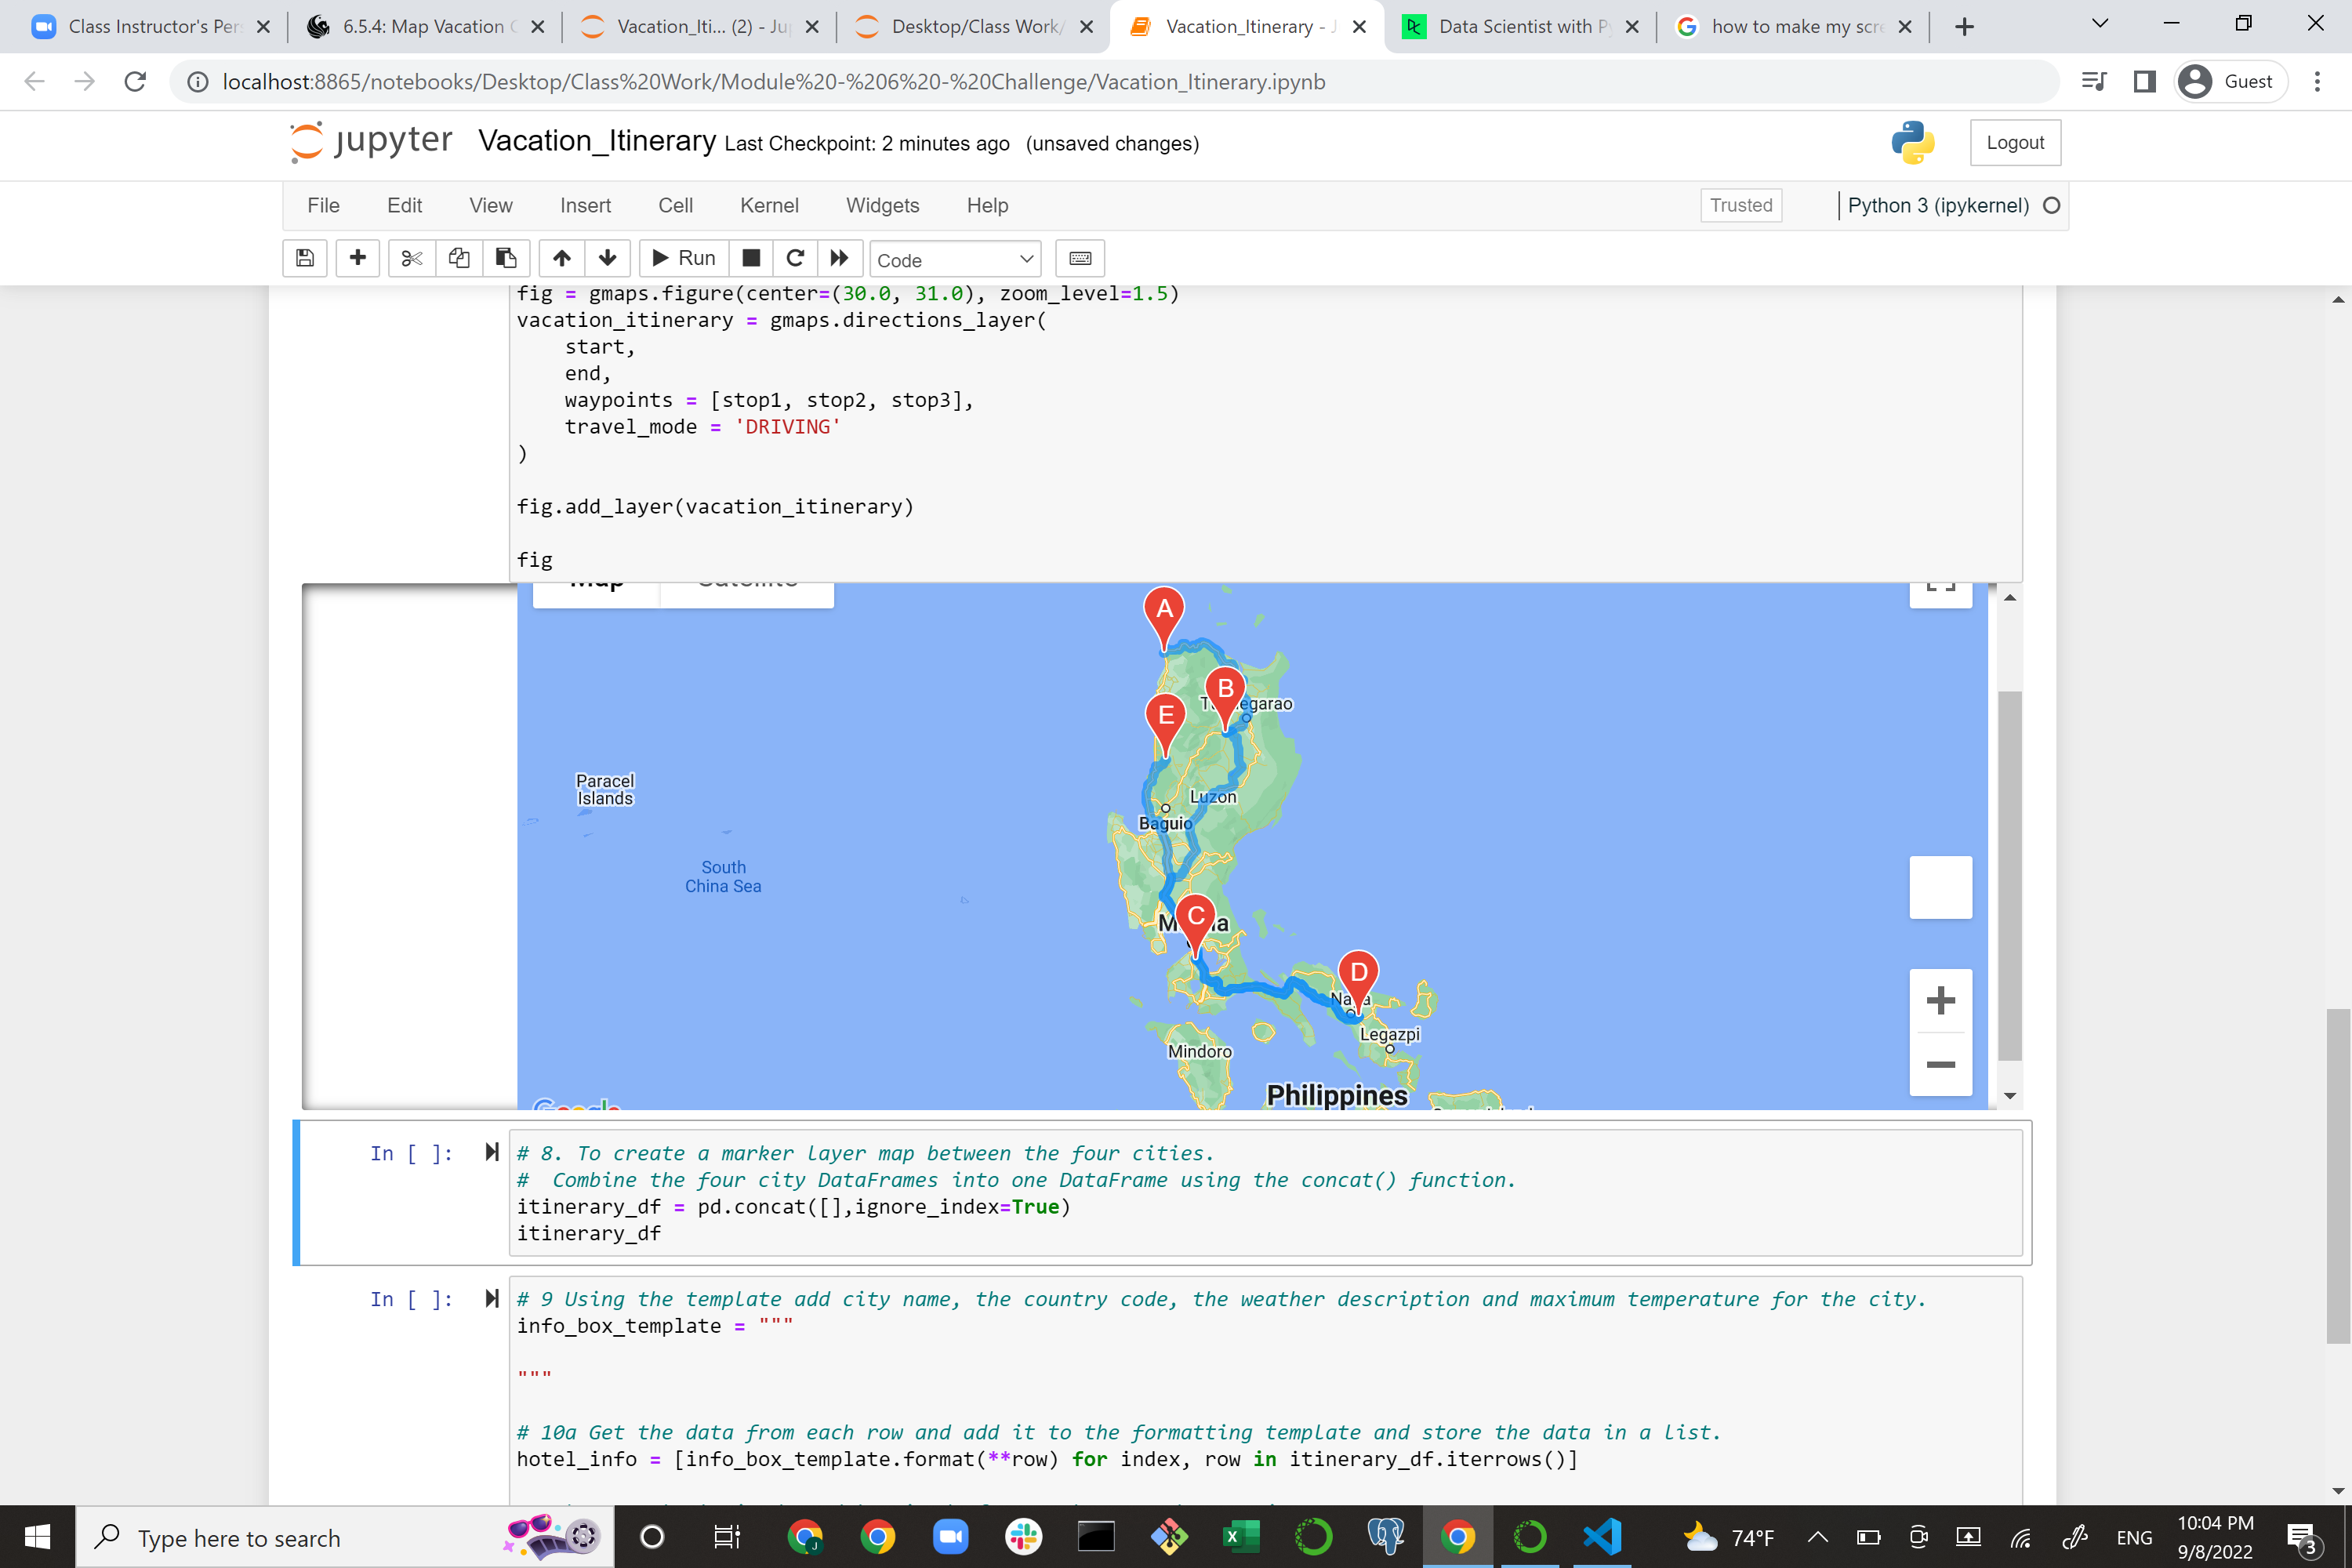 Class Instructor's Per
6.5.4: Map Vacation
Vacation_Iti... (2) - Ju
Desktop/Class Work/
Vacation_Itinerary - J
Data Scientist with P
how to make my scre
localhost:8865/notebooks/Desktop/Class%20Work/Module%20-%206%20-%20Challenge/Vacation_Itinerary.ipynb
Guest
jupyter Vacation_Itinerary Last Checkpoint: 2 minutes ago (unsaved changes)
Logout
File Edit View Insert Cell Kernel Widgets Help
Trusted
Python 3 (ipykernel)
Run
Code
fig = gmaps.figure(center=(30.0, 31.0), zoom_level=1.5)
vacation_itinerary = gmaps.directions_layer(
    start,
    end,
    waypoints = [stop1, stop2, stop3],
    travel_mode = 'DRIVING'
)
fig.add_layer(vacation_itinerary)
fig
Map Satellite
A
B
egarao
E
Paracel
Islands
Luzon
Baguio
South
China Sea
C
D
Legazpi
Mindoro
Philippines
Google
In [ ]:
# 8. To create a marker layer map between the four cities.
#  Combine the four city DataFrames into one DataFrame using the concat() function.
itinerary_df = pd.concat([],ignore_index=True)
itinerary_df
In [ ]:
# 9 Using the template add city name, the country code, the weather description and maximum temperature for the city.
info_box_template = """
"""
# 10a Get the data from each row and add it to the formatting template and store the data in a list.
hotel_info = [info_box_template.format(**row) for index, row in itinerary_df.iterrows()]
Type here to search
74°F
ENG
10:04 PM
9/8/2022
3